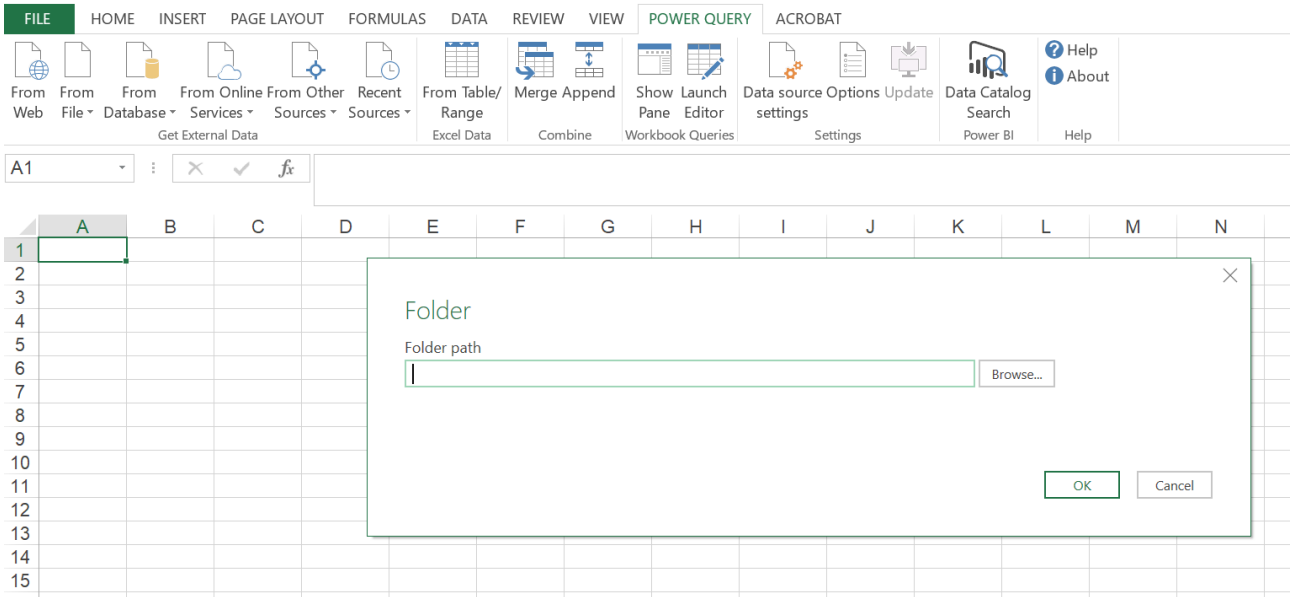 FILE HOME INSERT PAGE LAYOUT FORMULAS DATA REVIEW VIEW POWER QUERY ACROBAT
From Web
From File
From Database
From Online Services
From Other Sources
Recent Sources
Get External Data
From Table/ Range
Excel Data
Merge Append
Combine
Show Pane
Launch Editor
Workbook Queries
Data source settings
Options Update
Settings
Data Catalog Search
Power BI
? Help
i About
Help
A1 fx
A B C D E F G H I J K L M N
1
2
3
4
5
6
7
8
9
10
11
12
13
14
15
Folder
Folder path
Browse...
OK Cancel